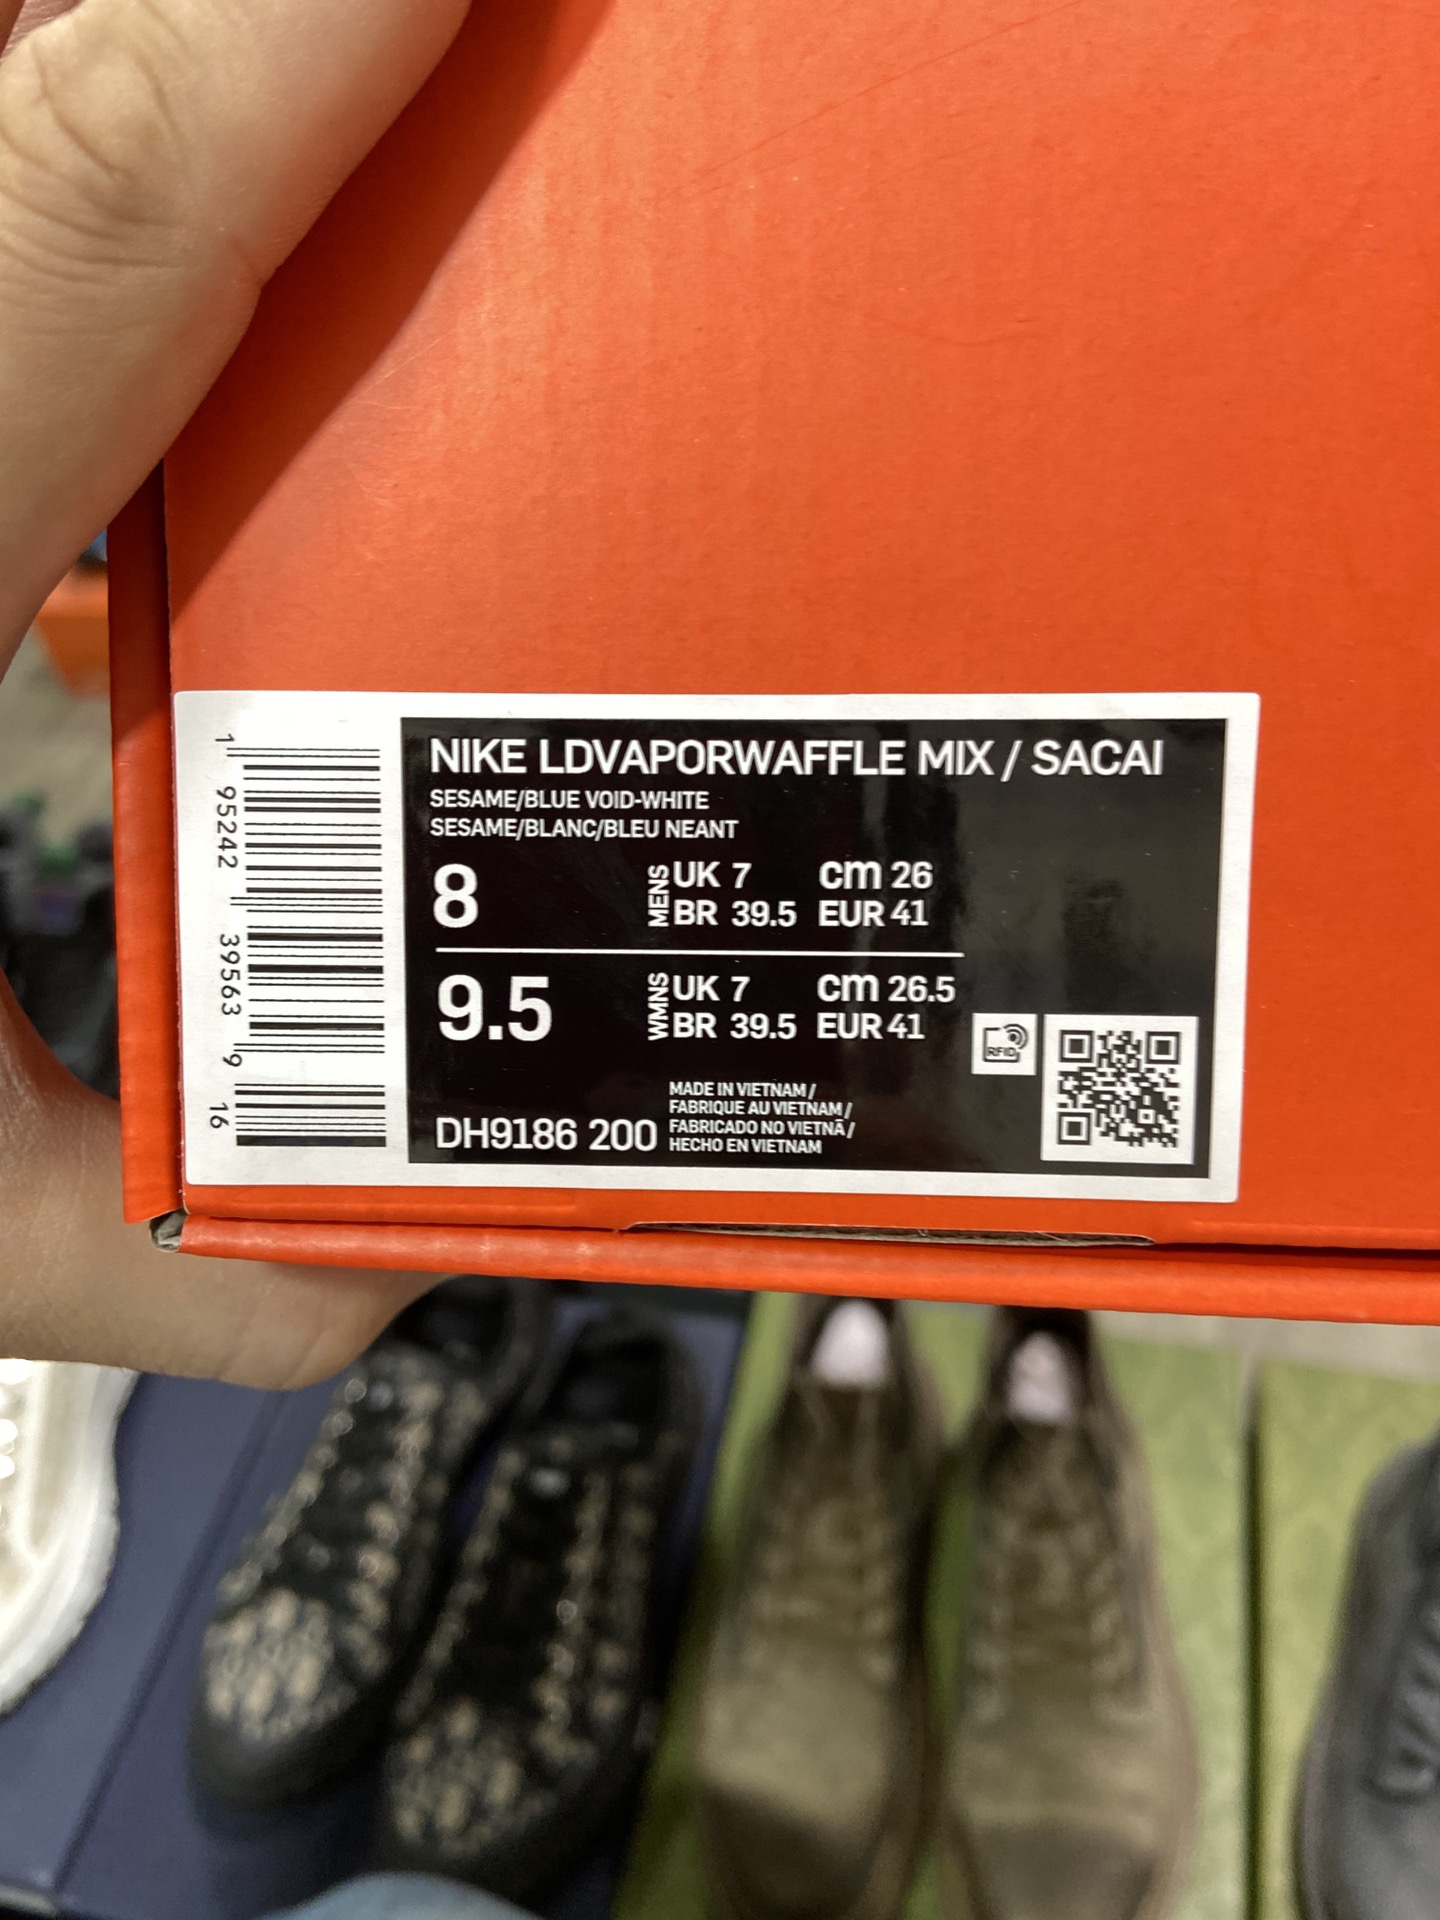 NIKE LDVAPORWAFFLE MIX / SACAI
SESAME/BLUE VOID-WHITE
SESAME/BLANC/BLEU NEANT
8
MENS
UK 7 cm 26
BR 39.5 EUR 41
9.5
WMNS
UK 7 cm 26.5
BR 39.5 EUR 41
DH9186 200
MADE IN VIETNAM /
FABRIQUE AU VIETNAM /
FABRICADO NO VIETNÃ /
HECHO EN VIETNAM
RFID
1 95242 39563 9 16